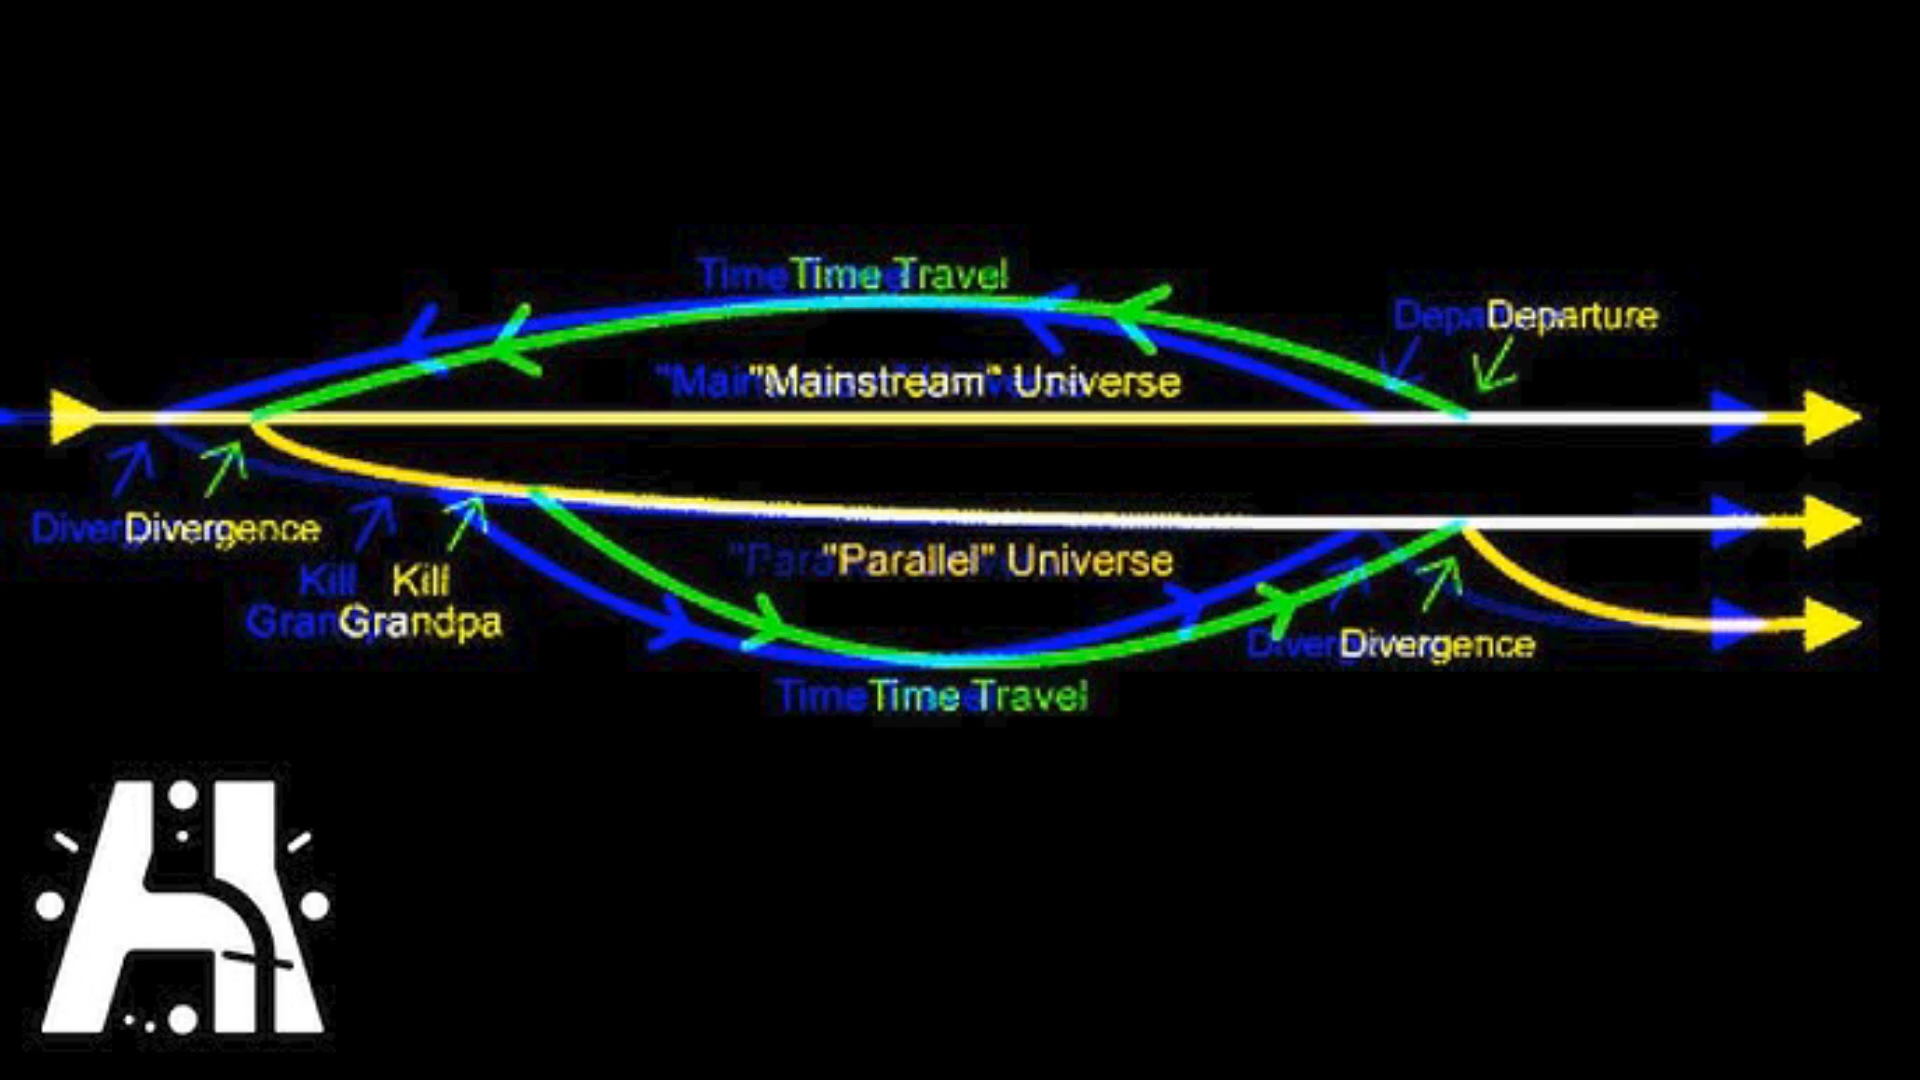 Time Travel
Departure
"Mainstream" Universe
Divergence
"Parallel" Universe
Kill
Grandpa
Divergence
Time Travel